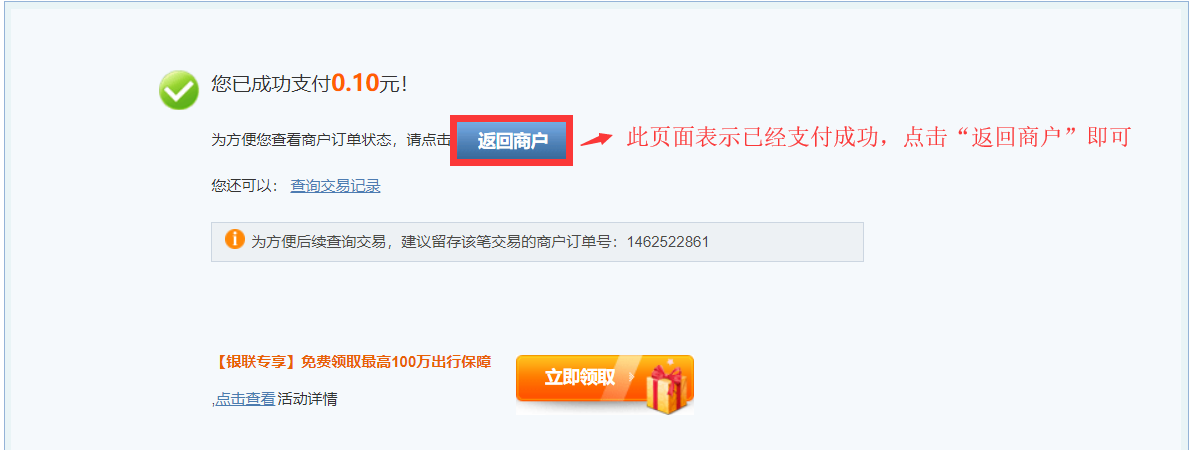 您已成功支付0.10元！
为方便您查看商户订单状态，请点击 返回商户 此页面表示已经支付成功，点击“返回商户”即可
您还可以： 查询交易记录
为方便后续查询交易，建议留存该笔交易的商户订单号：1462522861
【银联专享】免费领取最高100万出行保障
立即领取
,点击查看活动详情